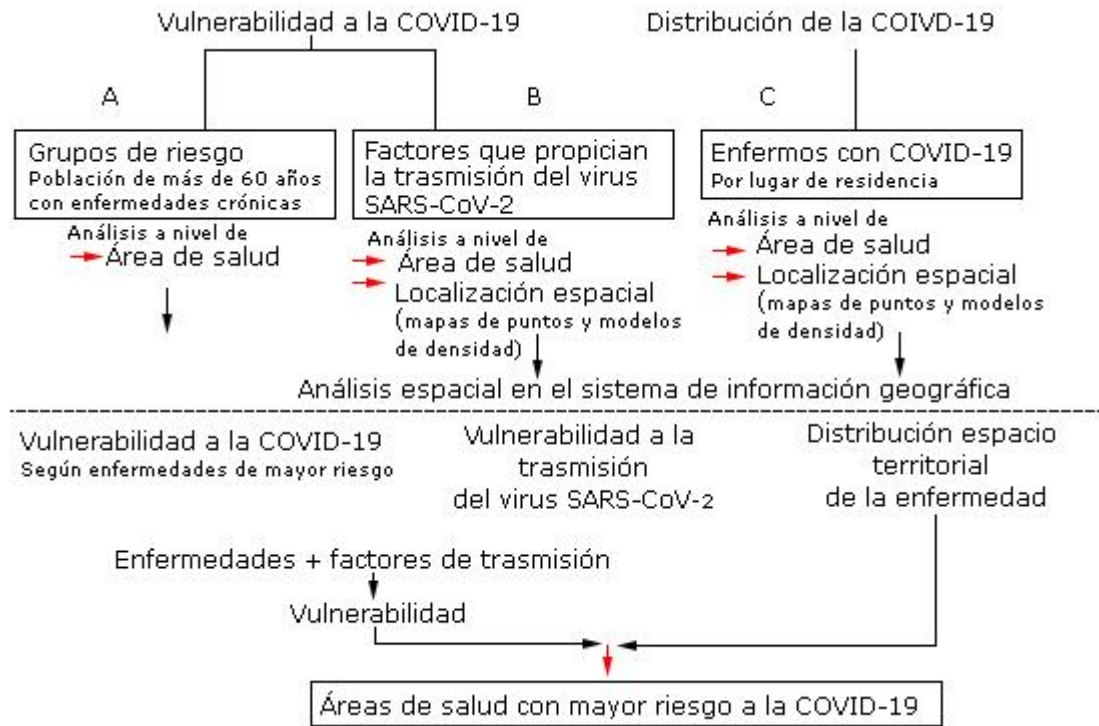 Vulnerabilidad a la COVID-19
Distribución de la COIVD-19
A
B
C
Grupos de riesgo
Población de más de 60 años
con enfermedades crónicas
Análisis a nivel de
Área de salud
Factores que propician
la trasmisión del virus
SARS-CoV-2
Análisis a nivel de
Área de salud
Localización espacial
(mapas de puntos y modelos
de densidad)
Enfermos con COVID-19
Por lugar de residencia
Análisis a nivel de
Área de salud
Localización espacial
(mapas de puntos y modelos
de densidad)
Análisis espacial en el sistema de información geográfica
Vulnerabilidad a la COVID-19
Según enfermedades de mayor riesgo
Vulnerabilidad a la
trasmisión
del virus SARS-CoV-2
Distribución espacio
territorial
de la enfermedad
Enfermedades + factores de trasmisión
Vulnerabilidad
Áreas de salud con mayor riesgo a la COVID-19